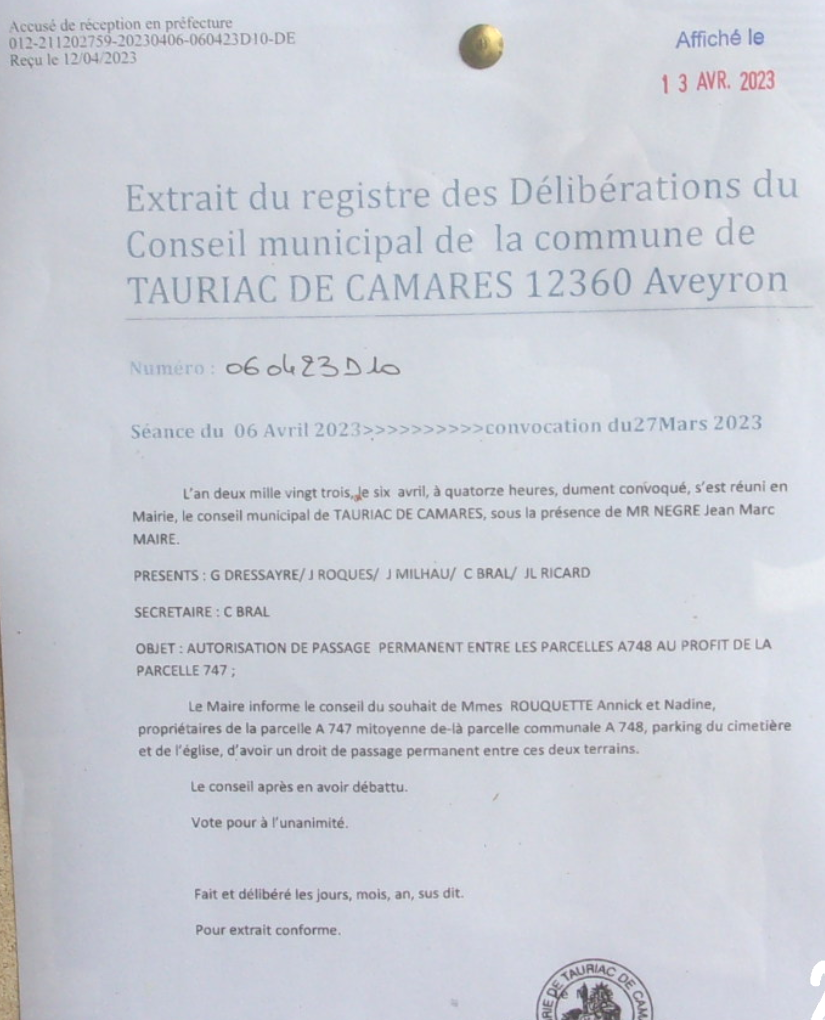 Accusé de réception en préfecture
012-211202759-20230406-060423D10-DE
Reçu le 12/04/2023
Affiché le
1 3 AVR. 2023
Extrait du registre des Délibérations du
Conseil municipal de la commune de
TAURIAC DE CAMARES 12360 Aveyron
Numéro : 060423D10
Séance du 06 Avril 2023>>>>>>>>>>convocation du27Mars 2023
L'an deux mille vingt trois, le six avril, à quatorze heures, dument convoqué, s'est réuni en
Mairie, le conseil municipal de TAURIAC DE CAMARES, sous la présence de MR NEGRE Jean Marc
MAIRE.
PRESENTS : G DRESSAYRE/ J ROQUES/ J MILHAU/ C BRAL/ JL RICARD
SECRETAIRE : C BRAL
OBJET : AUTORISATION DE PASSAGE PERMANENT ENTRE LES PARCELLES A748 AU PROFIT DE LA
PARCELLE 747 ;
Le Maire informe le conseil du souhait de Mmes ROUQUETTE Annick et Nadine,
propriétaires de la parcelle A 747 mitoyenne de-là parcelle communale A 748, parking du cimetière
et de l'église, d'avoir un droit de passage permanent entre ces deux terrains.
Le conseil après en avoir débattu.
Vote pour à l'unanimité.
Fait et délibéré les jours, mois, an, sus dit.
Pour extrait conforme.
RIE DE TAURIAC DE CAMA